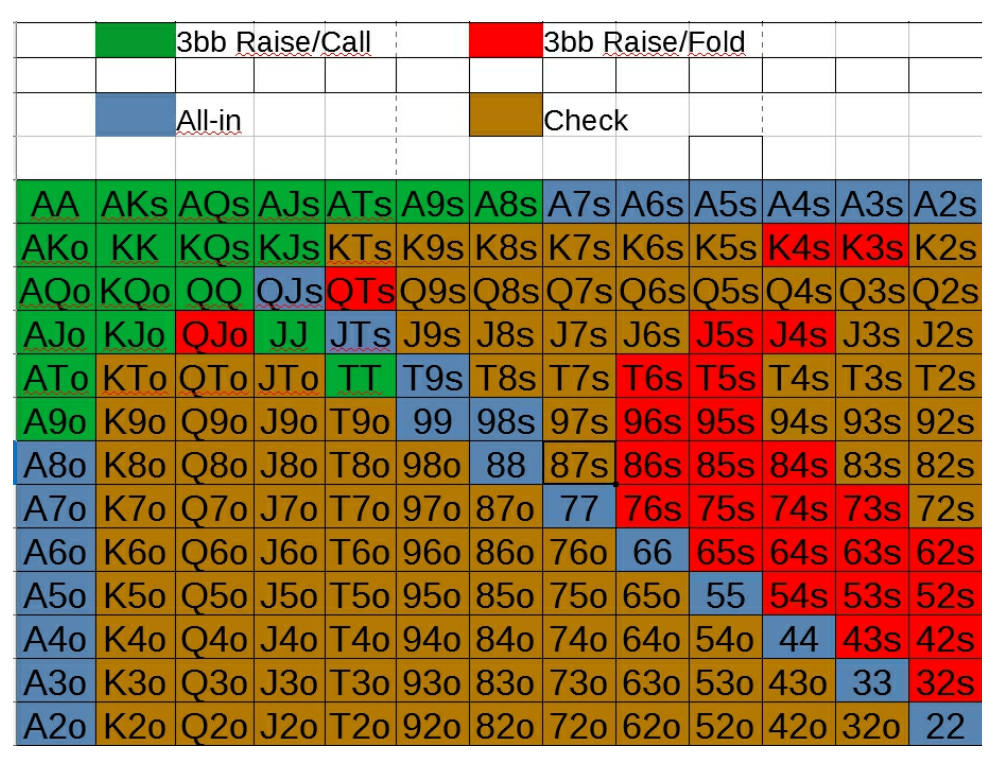 3bb Raise/Call 3bb Raise/Fold
All-in Check
AA AKs AQs AJs ATs A9s A8s A7s A6s A5s A4s A3s A2s
AKo KK KQs KJs KTs K9s K8s K7s K6s K5s K4s K3s K2s
AQo KQo QQ QJs QTs Q9s Q8s Q7s Q6s Q5s Q4s Q3s Q2s
AJo KJo QJo JJ JTs J9s J8s J7s J6s J5s J4s J3s J2s
ATo KTo QTo JTo TT T9s T8s T7s T6s T5s T4s T3s T2s
A9o K9o Q9o J9o T9o 99 98s 97s 96s 95s 94s 93s 92s
A8o K8o Q8o J8o T8o 98o 88 87s 86s 85s 84s 83s 82s
A7o K7o Q7o J7o T7o 97o 87o 77 76s 75s 74s 73s 72s
A6o K6o Q6o J6o T6o 96o 86o 76o 66 65s 64s 63s 62s
A5o K5o Q5o J5o T5o 95o 85o 75o 65o 55 54s 53s 52s
A4o K4o Q4o J4o T4o 94o 84o 74o 64o 54o 44 43s 42s
A3o K3o Q3o J3o T3o 93o 83o 73o 63o 53o 43o 33 32s
A2o K2o Q2o J2o T2o 92o 82o 72o 62o 52o 42o 32o 22